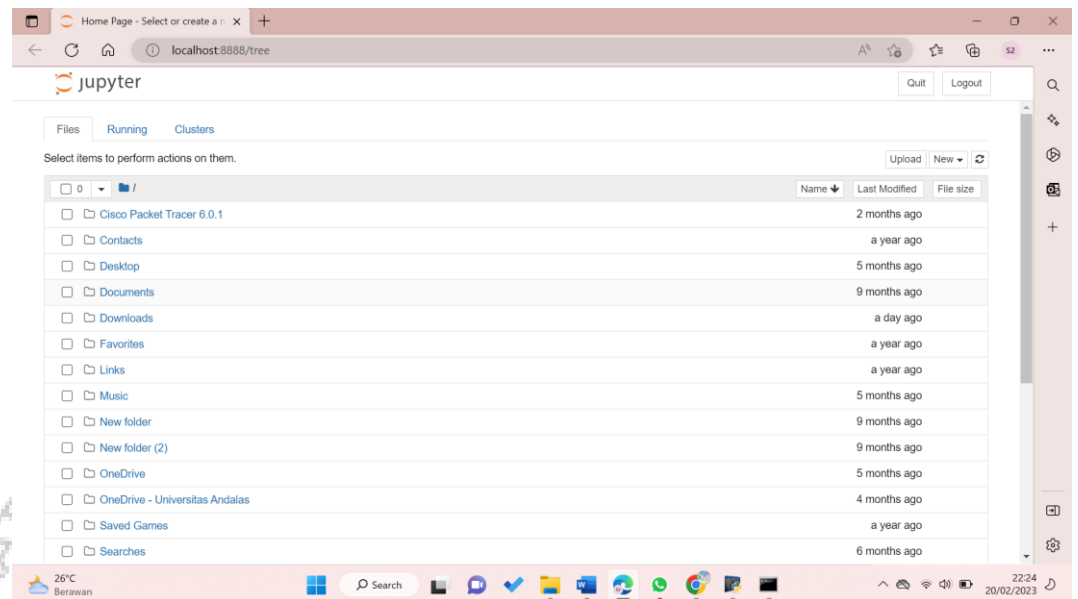 Home Page - Select or create a n
localhost:8888/tree
S2
jupyter
Quit Logout
Files Running Clusters
Select items to perform actions on them.
Upload New
0 / Name Last Modified File size
Cisco Packet Tracer 6.0.1 2 months ago
Contacts a year ago
Desktop 5 months ago
Documents 9 months ago
Downloads a day ago
Favorites a year ago
Links a year ago
Music 5 months ago
New folder 9 months ago
New folder (2) 9 months ago
OneDrive 5 months ago
OneDrive - Universitas Andalas 4 months ago
Saved Games a year ago
Searches 6 months ago
26°C
Berawan
Search
22:24
20/02/2023